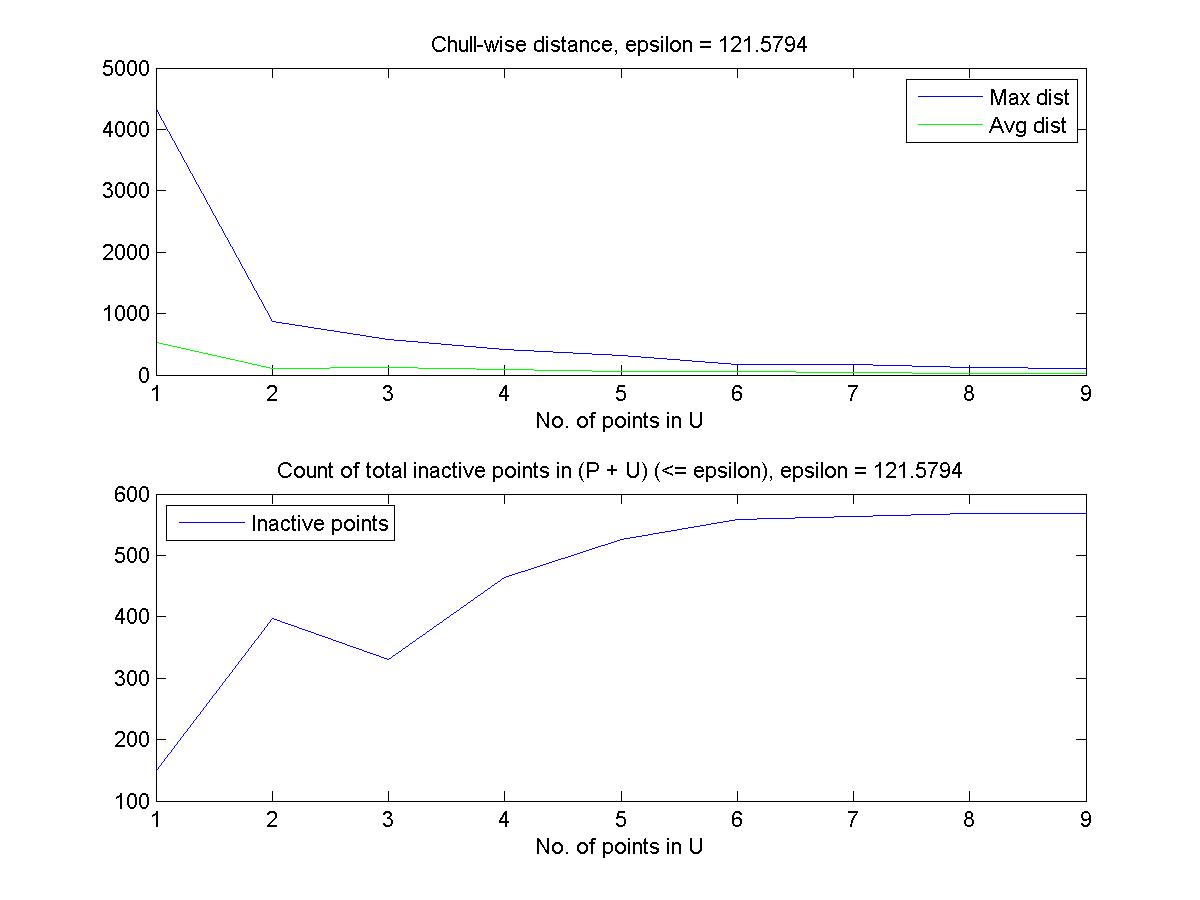 Chull-wise distance, epsilon = 121.5794
5000
4000
3000
2000
1000
0
Max dist
Avg dist
1 2 3 4 5 6 7 8 9
No. of points in U
Count of total inactive points in (P + U) (<= epsilon), epsilon = 121.5794
600
500
400
300
200
100
Inactive points
1 2 3 4 5 6 7 8 9
No. of points in U